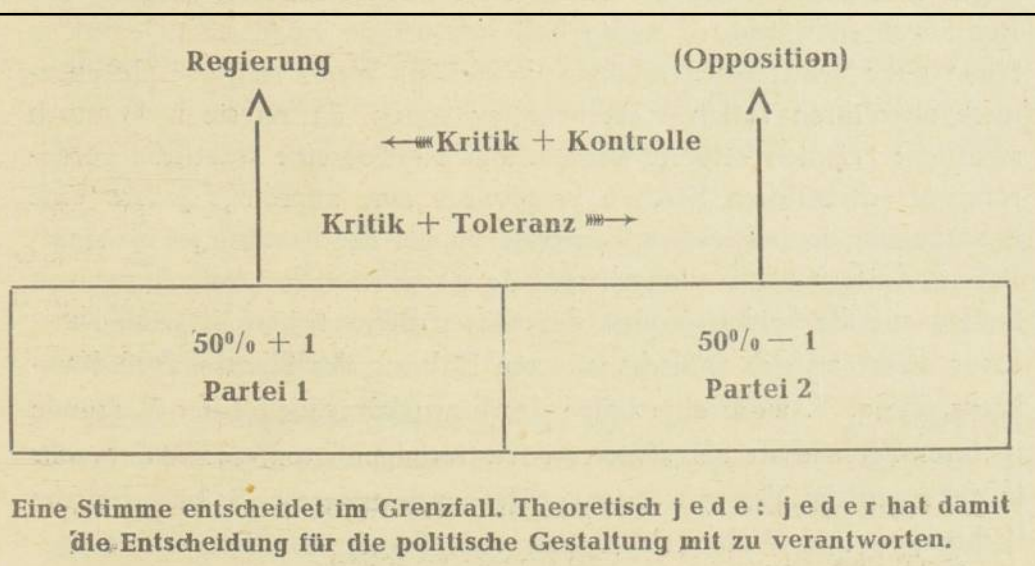 Regierung (Opposition)
Kritik + Kontrolle
Kritik + Toleranz
50% + 1 50% — 1
Partei 1 Partei 2
Eine Stimme entscheidet im Grenzfall. Theoretisch jede: jeder hat damit
die Entscheidung für die politische Gestaltung mit zu verantworten.